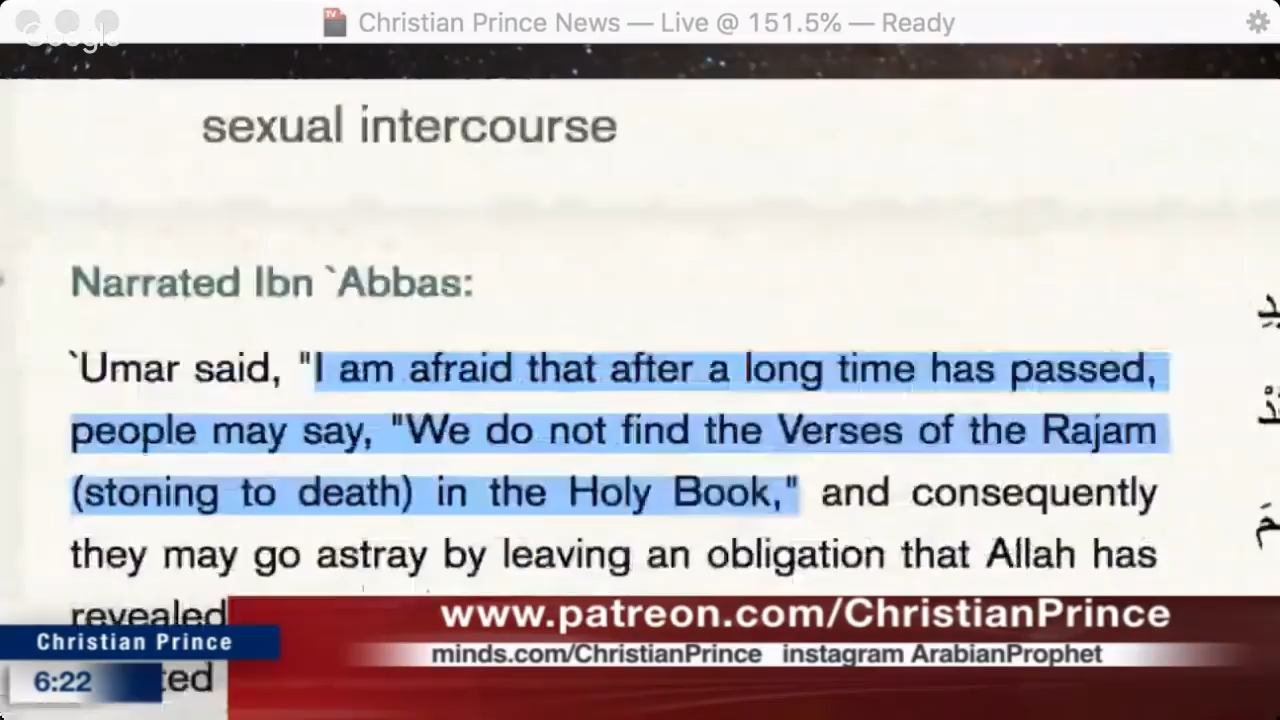 Christian Prince News — Live @ 151.5% — Ready
Google
sexual intercourse
Narrated Ibn `Abbas:
`Umar said, "I am afraid that after a long time has passed,
people may say, "We do not find the Verses of the Rajam
(stoning to death) in the Holy Book," and consequently
they may go astray by leaving an obligation that Allah has
revealed
www.patreon.com/ChristianPrince
Christian Prince
minds.com/ChristianPrince instagram ArabianProphet
6:22